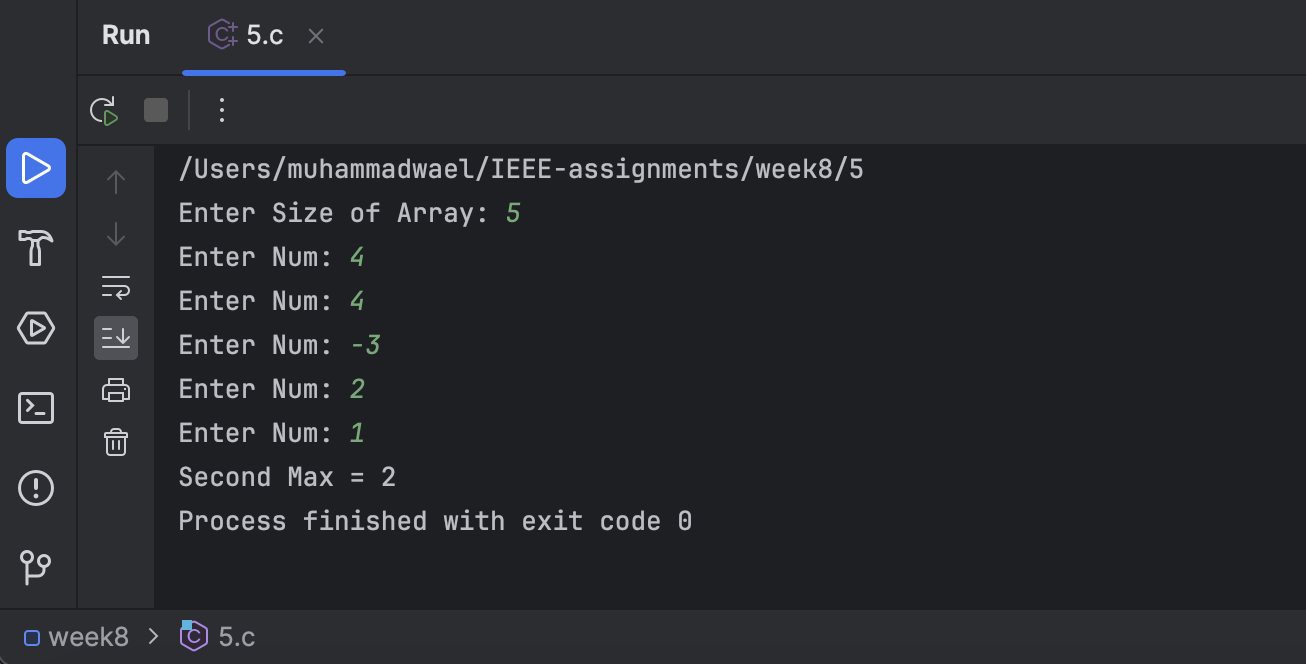 Run 5.c
/Users/muhammadwael/IEEE-assignments/week8/5
Enter Size of Array: 5
Enter Num: 4
Enter Num: 4
Enter Num: -3
Enter Num: 2
Enter Num: 1
Second Max = 2
Process finished with exit code 0
week8 > 5.c